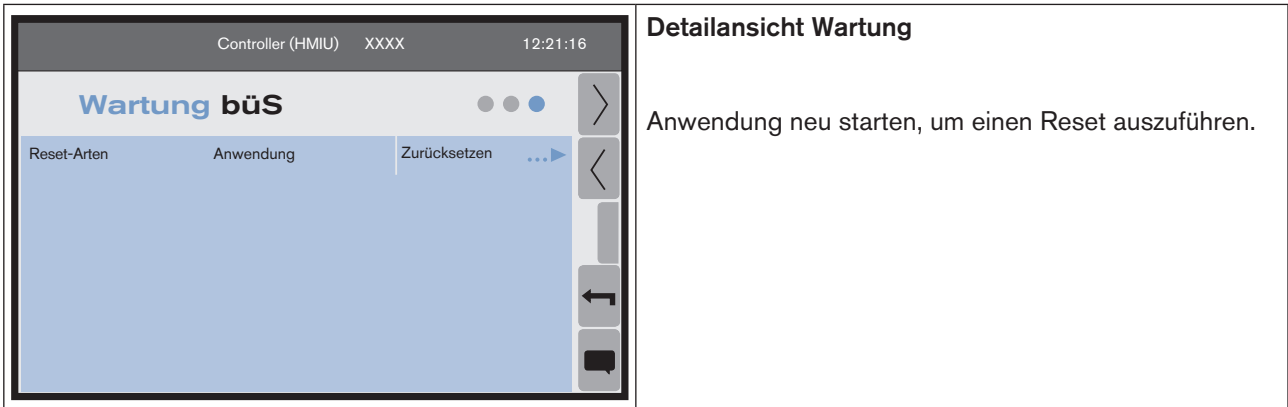 Controller (HMIU) XXXX 12:21:16
Wartung büS
Reset-Arten Anwendung Zurücksetzen ...
Detailansicht Wartung
Anwendung neu starten, um einen Reset auszuführen.